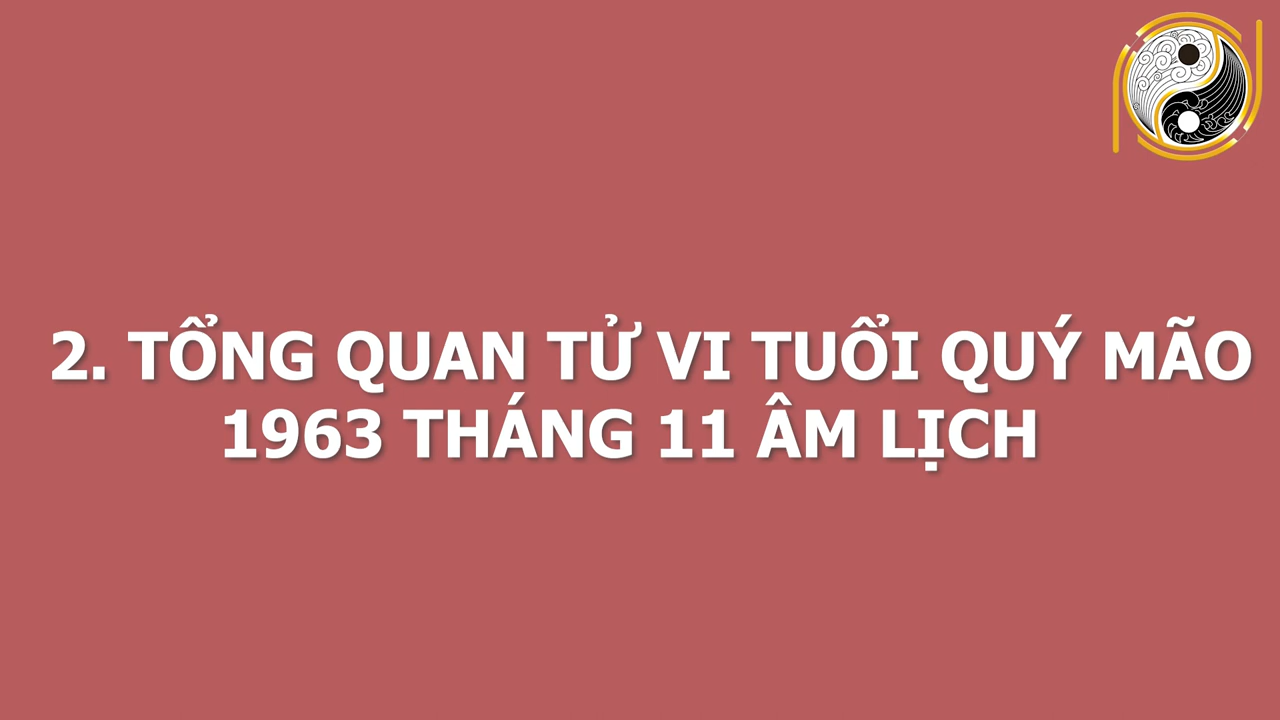 2. TỔNG QUAN TỬ VI TUỔI QUÝ MÃO
1963 THÁNG 11 ÂM LỊCH